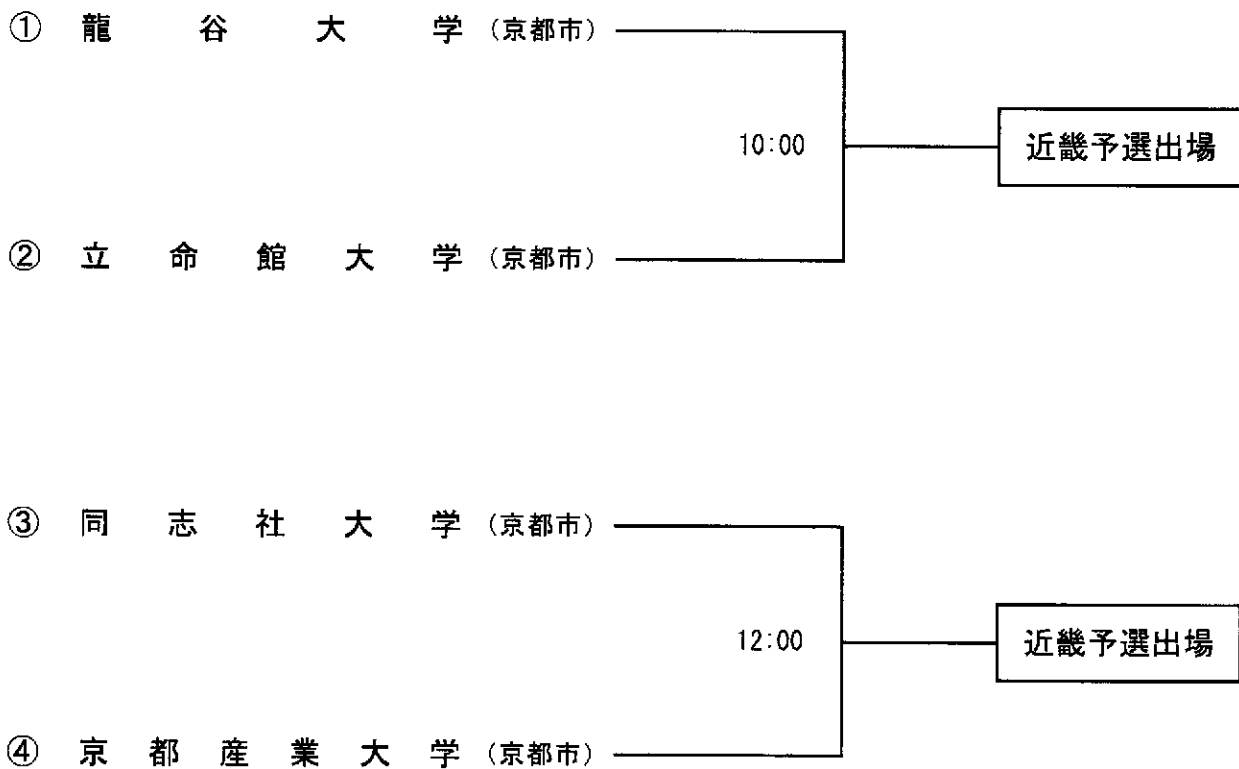 ① 龍谷大学 (京都市)
10:00
近畿予選出場
② 立命館大学 (京都市)
③ 同志社大学 (京都市)
12:00
近畿予選出場
④ 京都産業大学 (京都市)